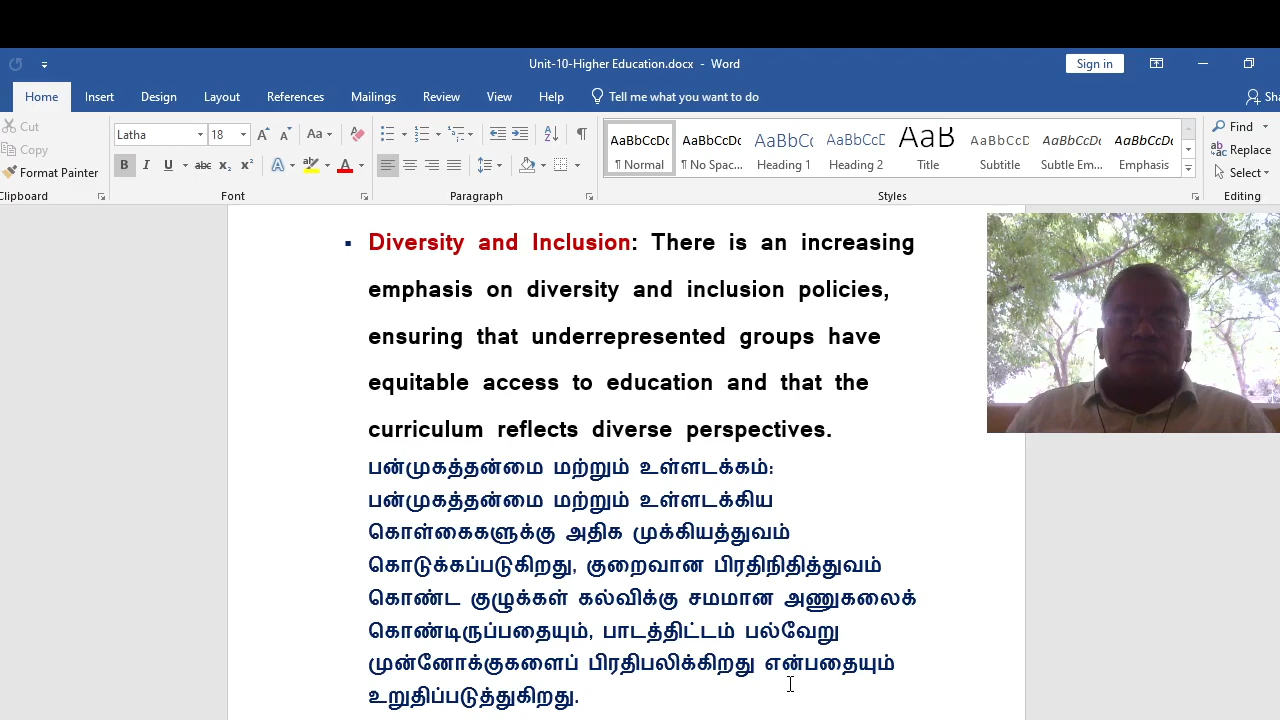 Unit-10-Higher Education.docx - Word
Sign in
Home Insert Design Layout References Mailings Review View Help Tell me what you want to do Sha
Cut
Copy
Format Painter
Clipboard
Latha 18
Font
Paragraph
AaBbCcDc AaBbCcDc AaBbC AaBbCcD AaB AaBbCcD AaBbCcDc AaBbCcDc
¶ Normal ¶ No Spac... Heading 1 Heading 2 Title Subtitle Subtle Em... Emphasis
Styles
Find
Replace
Select
Editing
▪ Diversity and Inclusion: There is an increasing
emphasis on diversity and inclusion policies,
ensuring that underrepresented groups have
equitable access to education and that the
curriculum reflects diverse perspectives.
பன்முகத்தன்மை மற்றும் உள்ளடக்கம்:
பன்முகத்தன்மை மற்றும் உள்ளடக்கிய
கொள்கைகளுக்கு அதிக முக்கியத்துவம்
கொடுக்கப்படுகிறது, குறைவான பிரதிநிதித்துவம்
கொண்ட குழுக்கள் கல்விக்கு சமமான அணுகலைக்
கொண்டிருப்பதையும், பாடத்திட்டம் பல்வேறு
முன்னோக்குகளைப் பிரதிபலிக்கிறது என்பதையும்
உறுதிப்படுத்துகிறது.